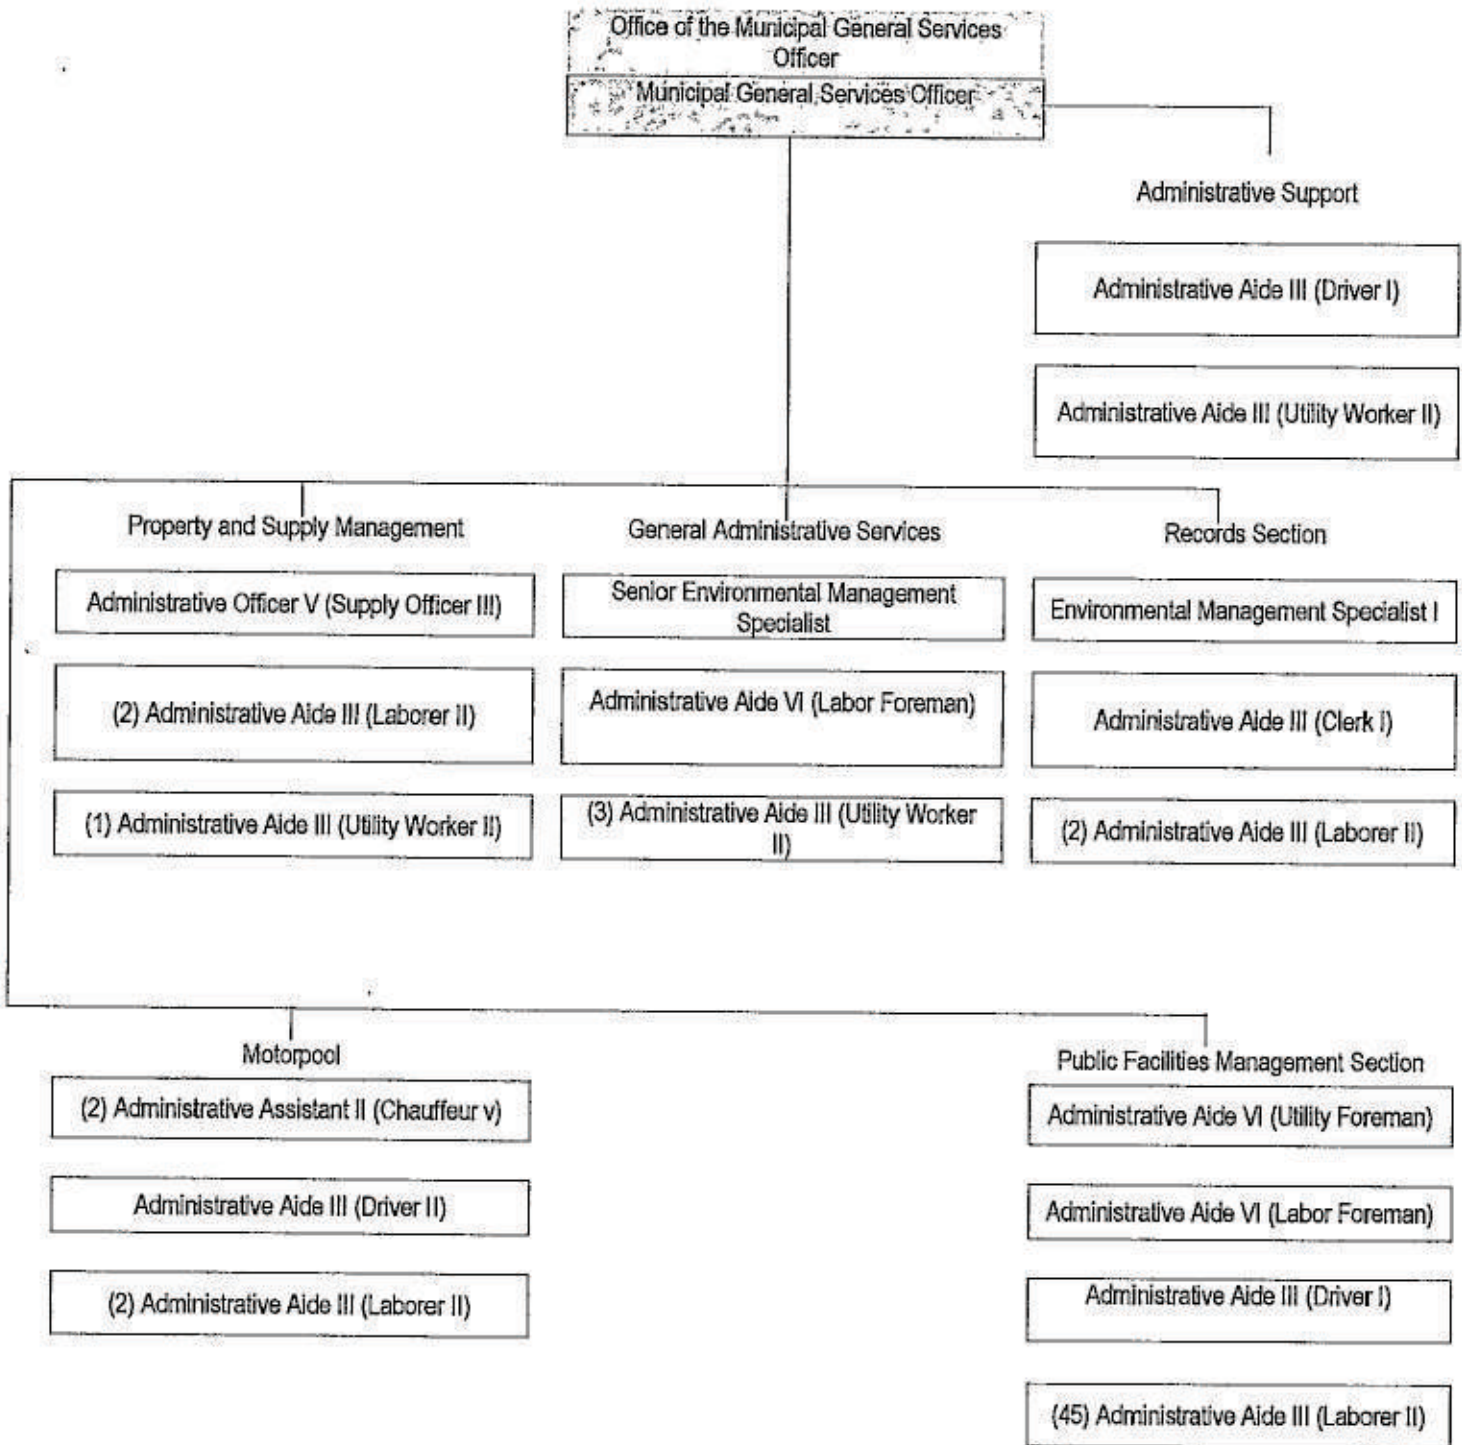 Office of the Municipal General Services
Officer
Municipal General Services Officer
Administrative Support
Administrative Aide III (Driver I)
Administrative Aide III (Utility Worker II)
Property and Supply Management
General Administrative Services
Records Section
Administrative Officer V (Supply Officer III)
Senior Environmental Management
Specialist
Environmental Management Specialist I
(2) Administrative Aide III (Laborer II)
Administrative Aide VI (Labor Foreman)
Administrative Aide III (Clerk I)
(1) Administrative Aide III (Utility Worker II)
(3) Administrative Aide III (Utility Worker
II)
(2) Administrative Aide III (Laborer II)
Motorpool
Public Facilities Management Section
(2) Administrative Assistant II (Chauffeur v)
Administrative Aide VI (Utility Foreman)
Administrative Aide III (Driver II)
Administrative Aide VI (Labor Foreman)
(2) Administrative Aide III (Laborer II)
Administrative Aide III (Driver I)
(45) Administrative Aide III (Laborer II)